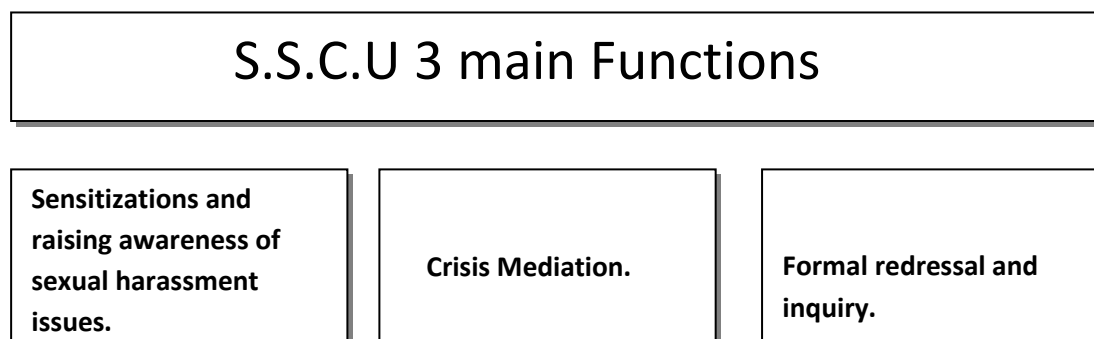 S.S.C.U 3 main Functions
Sensitizations and
raising awareness of
sexual harassment
issues.
Crisis Mediation.
Formal redressal and
inquiry.